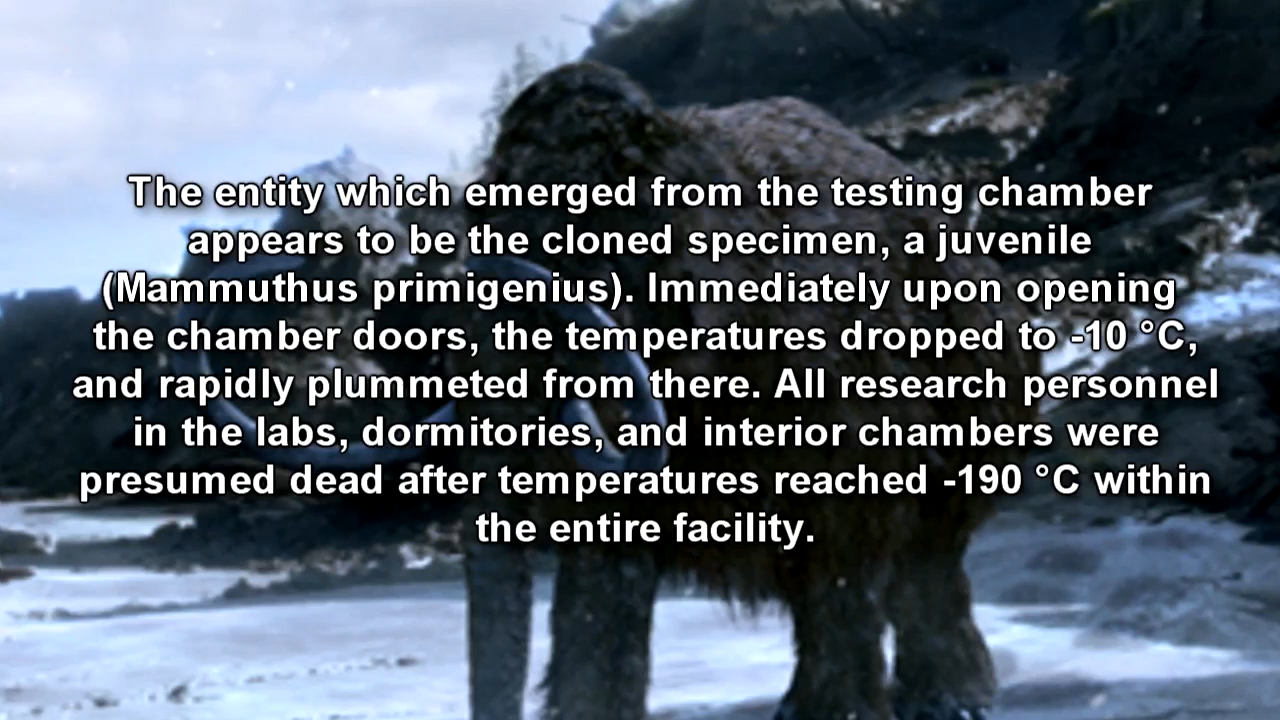 The entity which emerged from the testing chamber
appears to be the cloned specimen, a juvenile
(Mammuthus primigenius). Immediately upon opening
the chamber doors, the temperatures dropped to -10 °C,
and rapidly plummeted from there. All research personnel
in the labs, dormitories, and interior chambers were
presumed dead after temperatures reached -190 °C within
the entire facility.